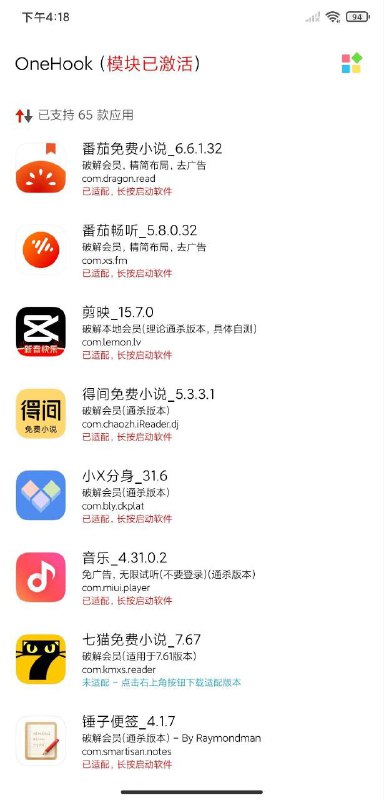 下午4:18
94
OneHook (模块已激活)
已支持 65 款应用
番茄免费小说_6.6.1.32
破解会员, 精简布局, 去广告
com.dragon.read
已适配, 长按启动软件
番茄畅听_5.8.0.32
破解会员, 精简布局, 去广告
com.xs.fm
已适配, 长按启动软件
新春快乐
剪映_15.7.0
破解本地会员(理论通杀版本, 具体自测)
com.lemon.lv
已适配, 长按启动软件
得间
免费小说
得间免费小说_5.3.3.1
破解会员(通杀版本)
com.chaozh.iReader.dj
已适配, 长按启动软件
小X分身_31.6
破解会员(通杀版本)
com.bly.dkplat
已适配, 长按启动软件
音乐_4.31.0.2
免广告, 无限试听(不要登录)(通杀版本)
com.miui.player
已适配, 长按启动软件
七猫免费小说_7.67
破解会员(适用于7.61版本)
com.kmxs.reader
未适配 - 点击右上角按钮下载适配版本
锤子便签_4.1.7
破解会员(通杀版本) - By Raymondman
com.smartisan.notes
已适配, 长按启动软件